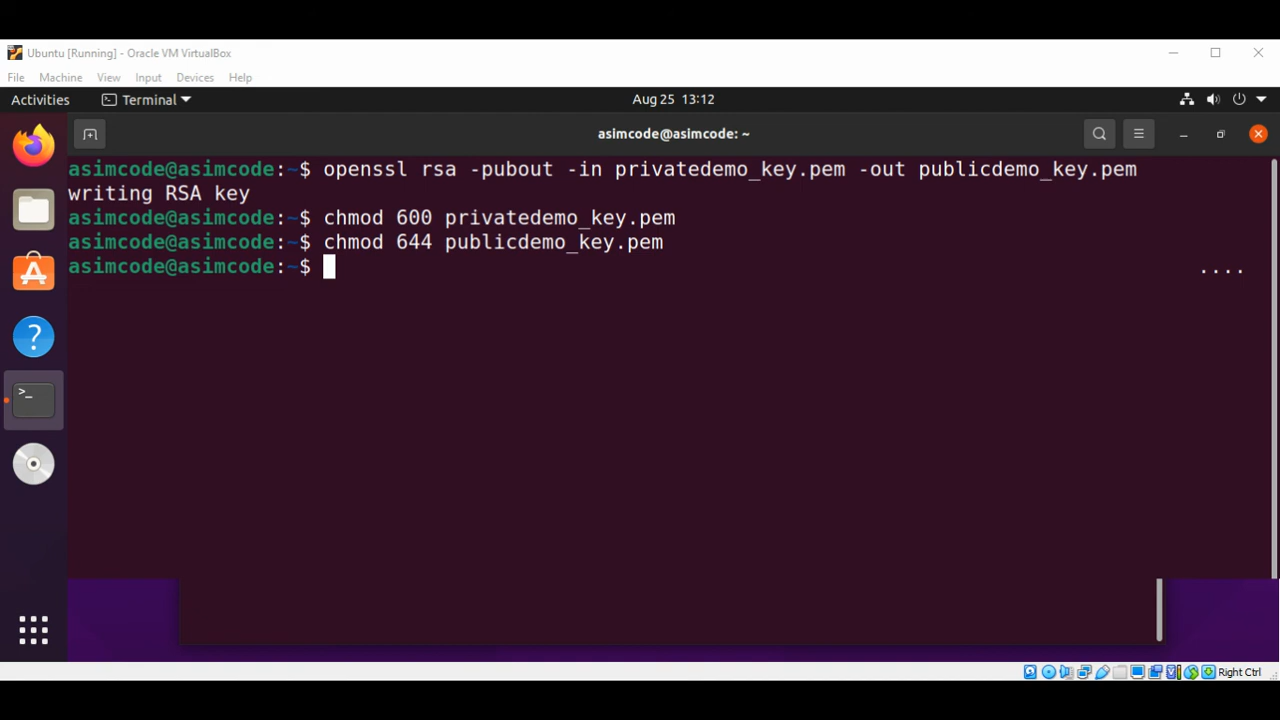 Ubuntu [Running] - Oracle VM VirtualBox
File Machine View Input Devices Help
Activities Terminal Aug 25 13:12
asimcode@asimcode: ~
asimcode@asimcode:~$ openssl rsa -pubout -in privatedemo_key.pem -out publicdemo_key.pem
writing RSA key
asimcode@asimcode:~$ chmod 600 privatedemo_key.pem
asimcode@asimcode:~$ chmod 644 publicdemo_key.pem
asimcode@asimcode:~$ ....
Right Ctrl